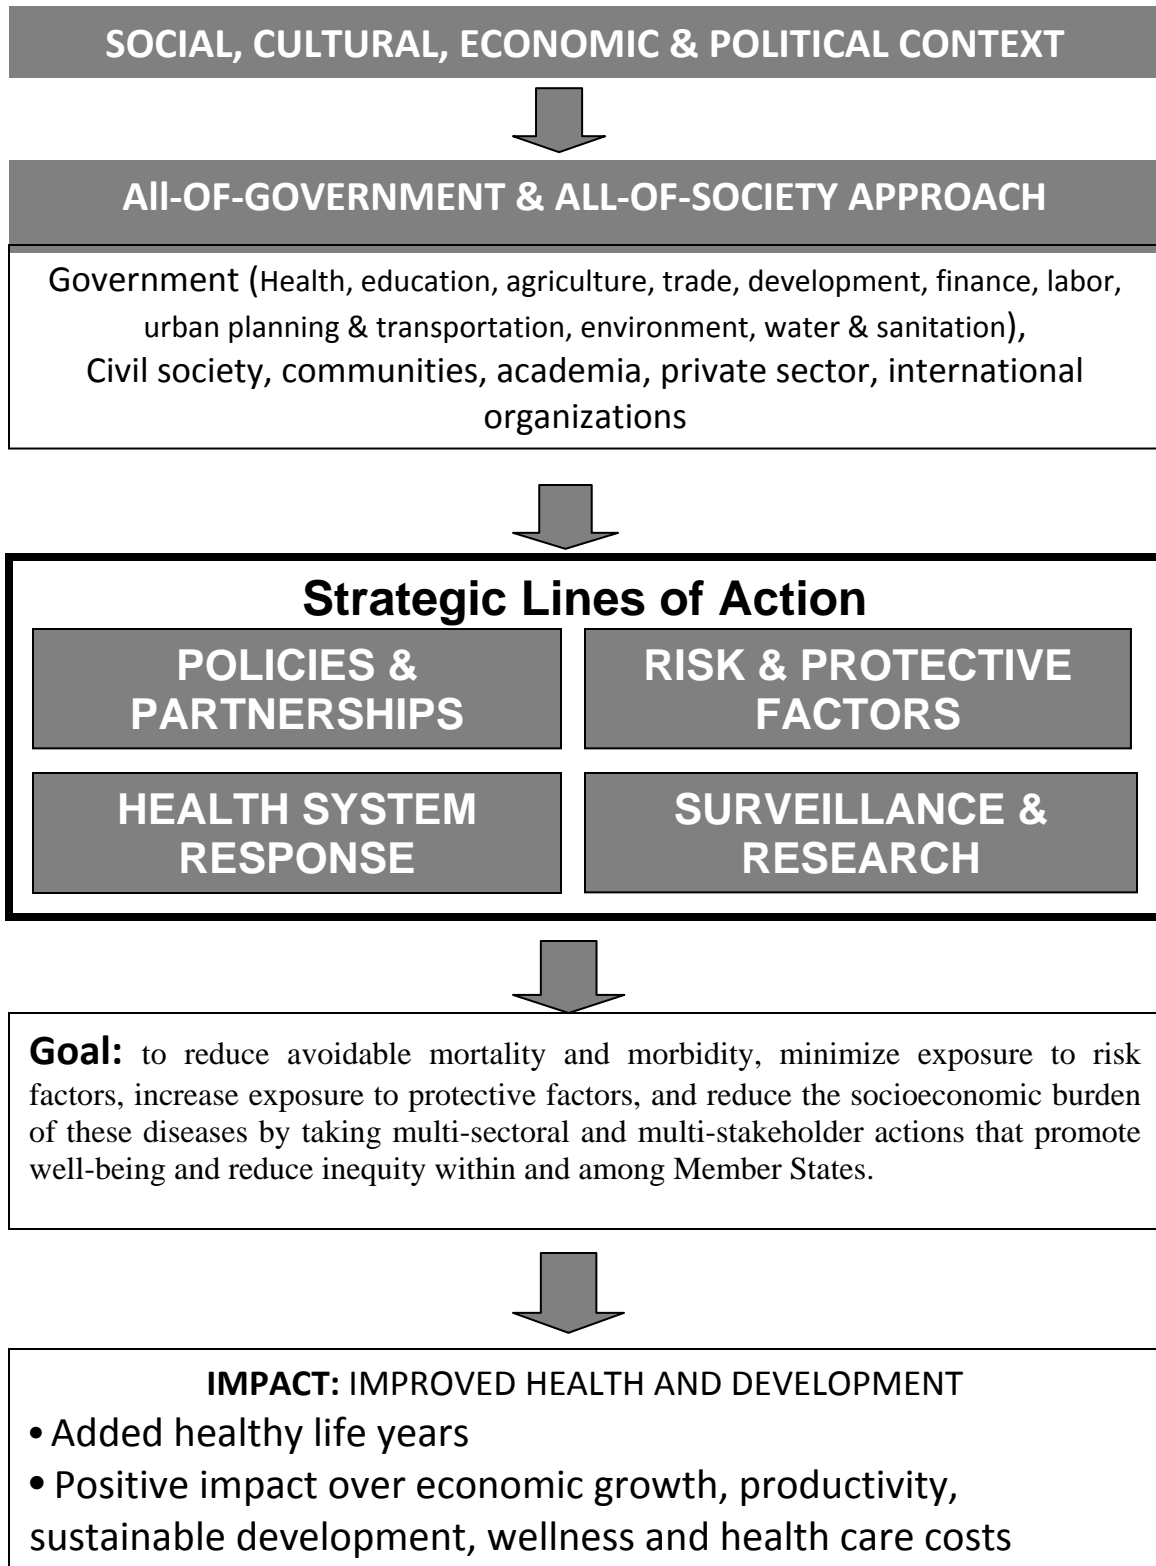 SOCIAL, CULTURAL, ECONOMIC & POLITICAL CONTEXT
All-OF-GOVERNMENT & ALL-OF-SOCIETY APPROACH
Government (Health, education, agriculture, trade, development, finance, labor,
urban planning & transportation, environment, water & sanitation),
Civil society, communities, academia, private sector, international
organizations
Strategic Lines of Action
POLICIES &
PARTNERSHIPS
RISK & PROTECTIVE
FACTORS
HEALTH SYSTEM
RESPONSE
SURVEILLANCE &
RESEARCH
Goal: to reduce avoidable mortality and morbidity, minimize exposure to risk
factors, increase exposure to protective factors, and reduce the socioeconomic burden
of these diseases by taking multi-sectoral and multi-stakeholder actions that promote
well-being and reduce inequity within and among Member States.
IMPACT: IMPROVED HEALTH AND DEVELOPMENT
• Added healthy life years
• Positive impact over economic growth, productivity,
sustainable development, wellness and health care costs